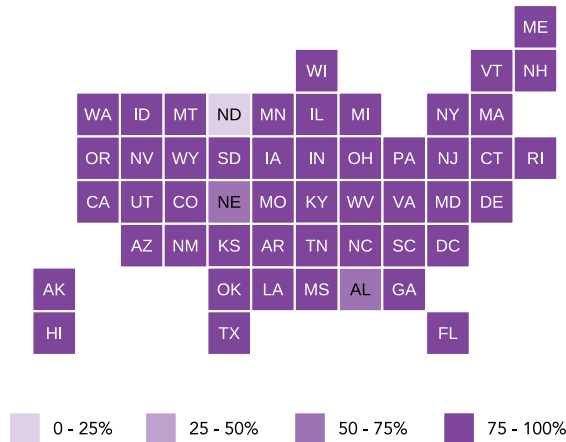 ME
WI VT NH
WA ID MT ND MN IL MI NY MA
OR NV WY SD IA IN OH PA NJ CT RI
CA UT CO NE MO KY WV VA MD DE
AZ NM KS AR TN NC SC DC
AK OK LA MS AL GA
HI TX FL
0 - 25% 25 - 50% 50 - 75% 75 - 100%